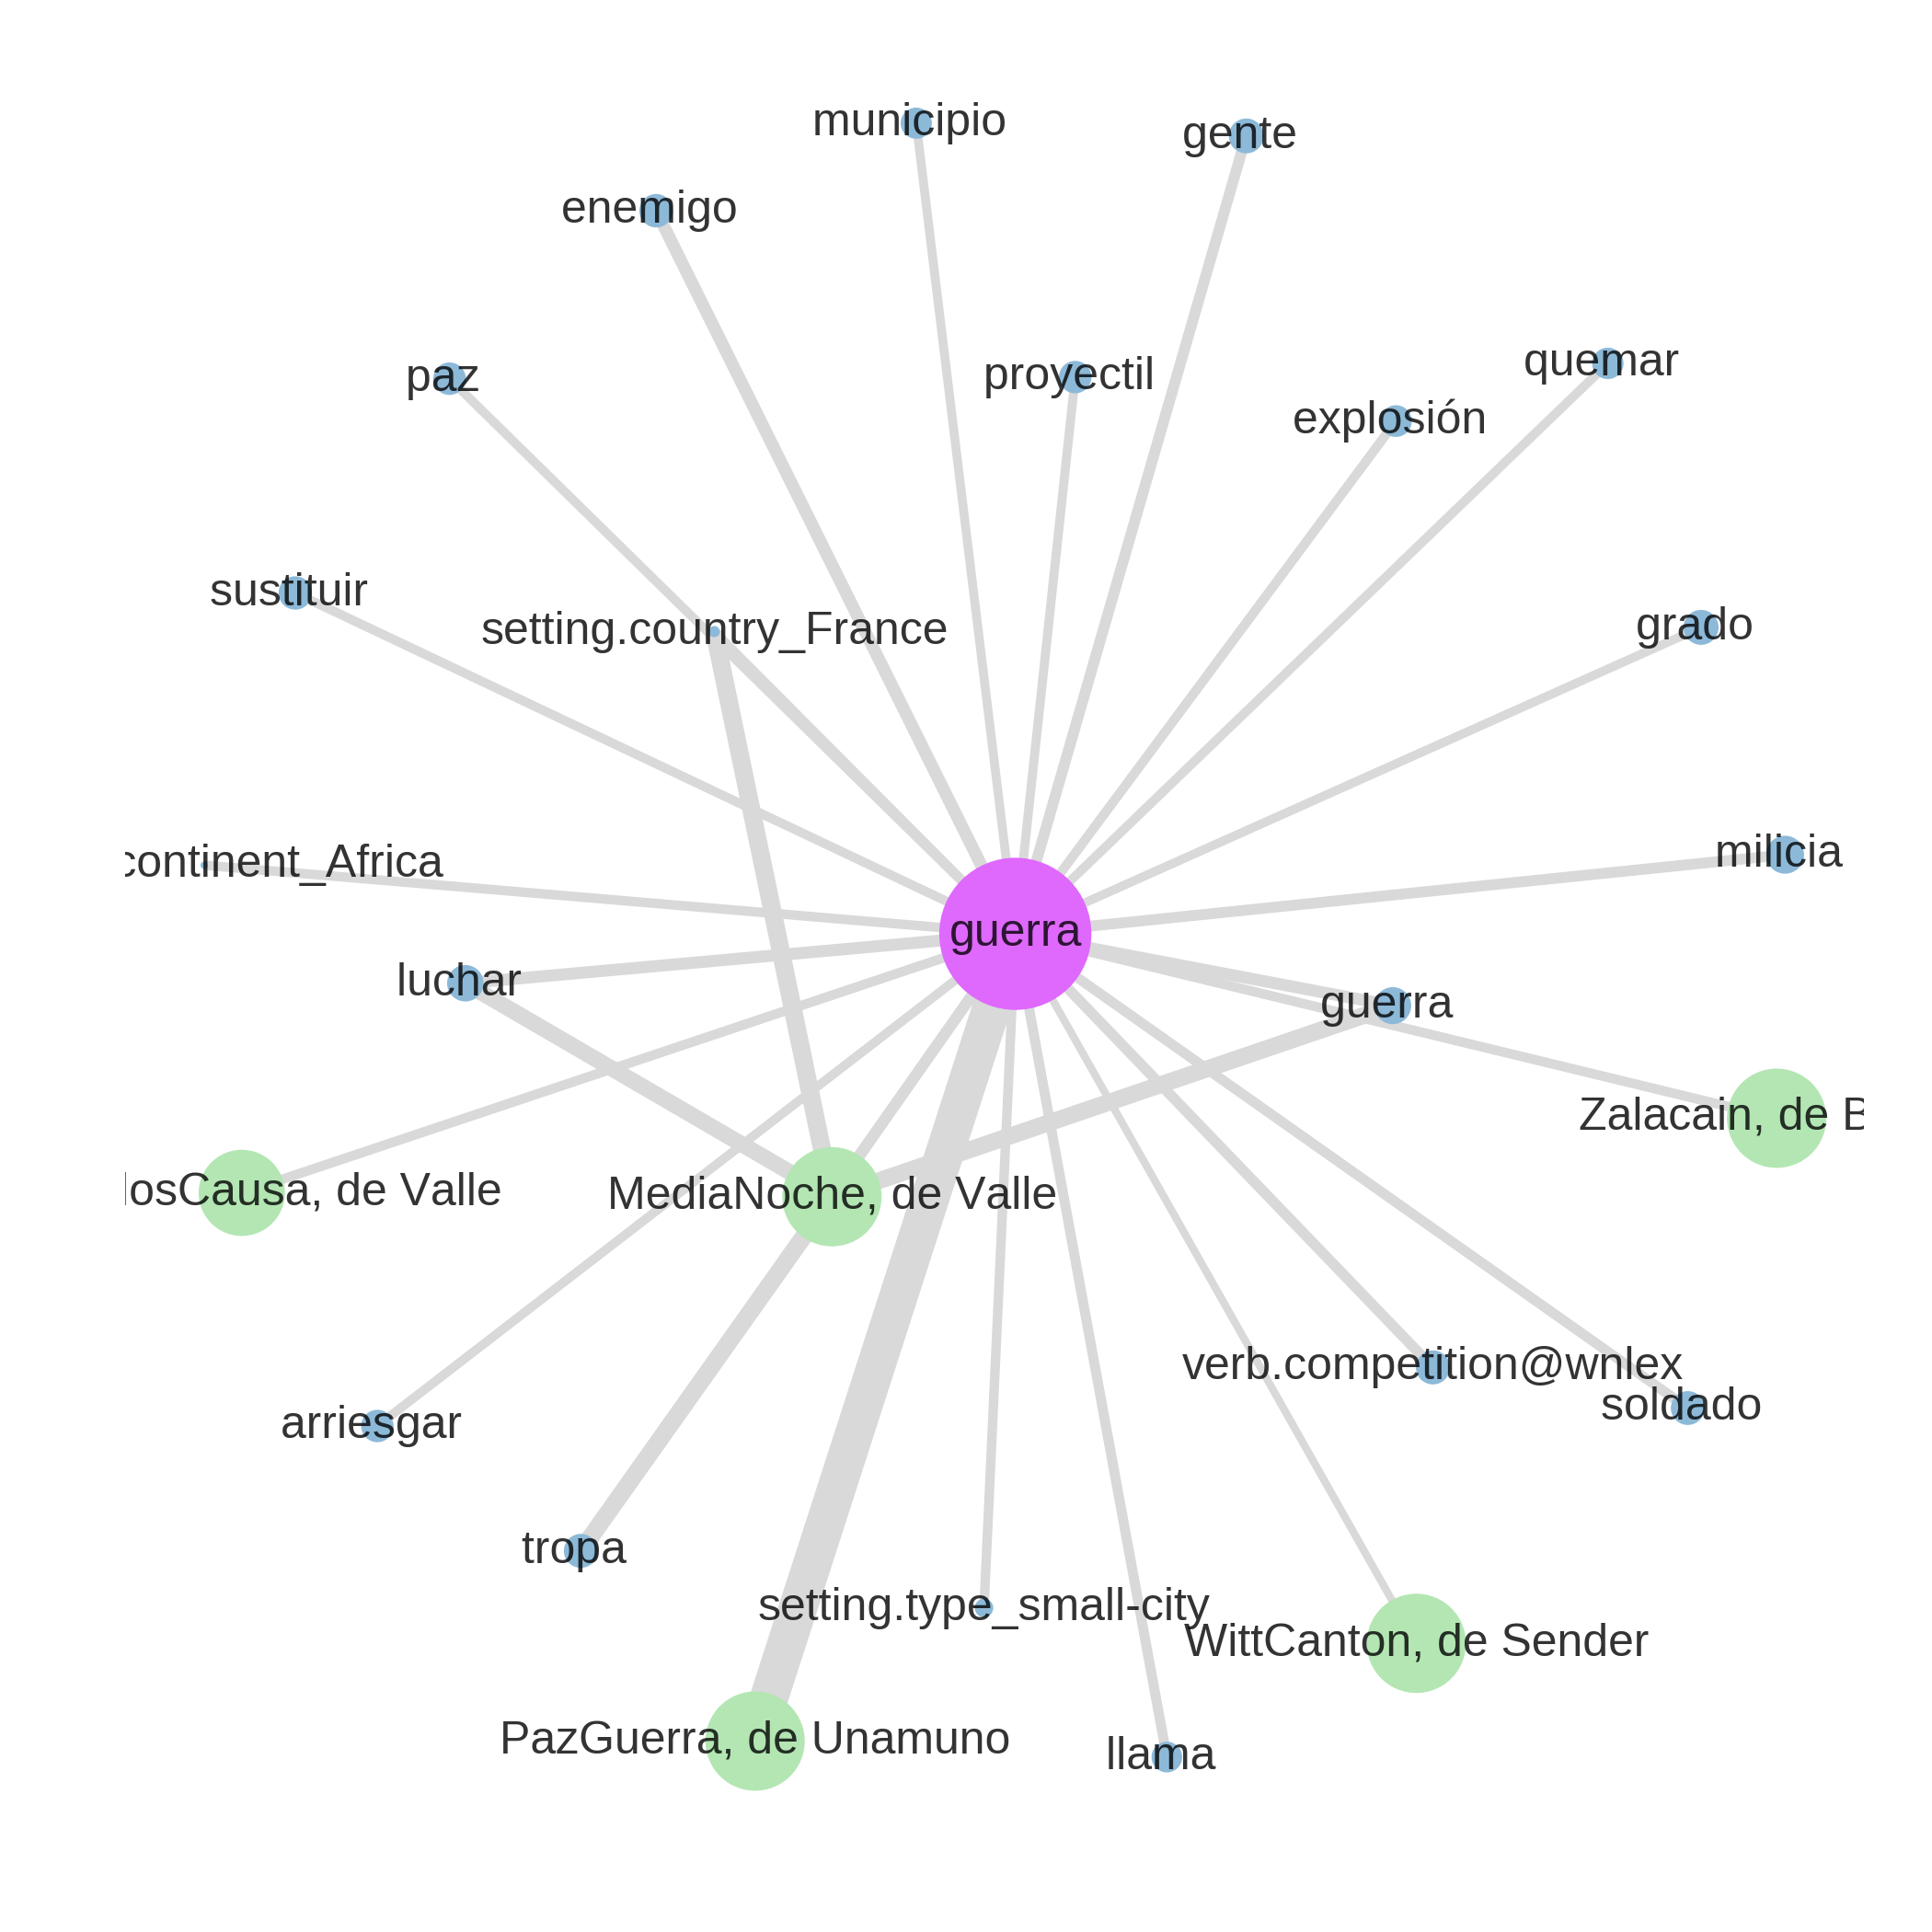 municipio
gente
enemigo
quemar
proyectil
paz
explosión
sustituir
grado
setting.country_France
milicia
continent_Africa
guerra
luchar
guerra
Zalacain, de B
losCausa, de Valle
MediaNoche, de Valle
verb.competition@wnlex
soldado
arriesgar
tropa
setting.type_small-city
WittCanton, de Sender
PazGuerra, de Unamuno
llama